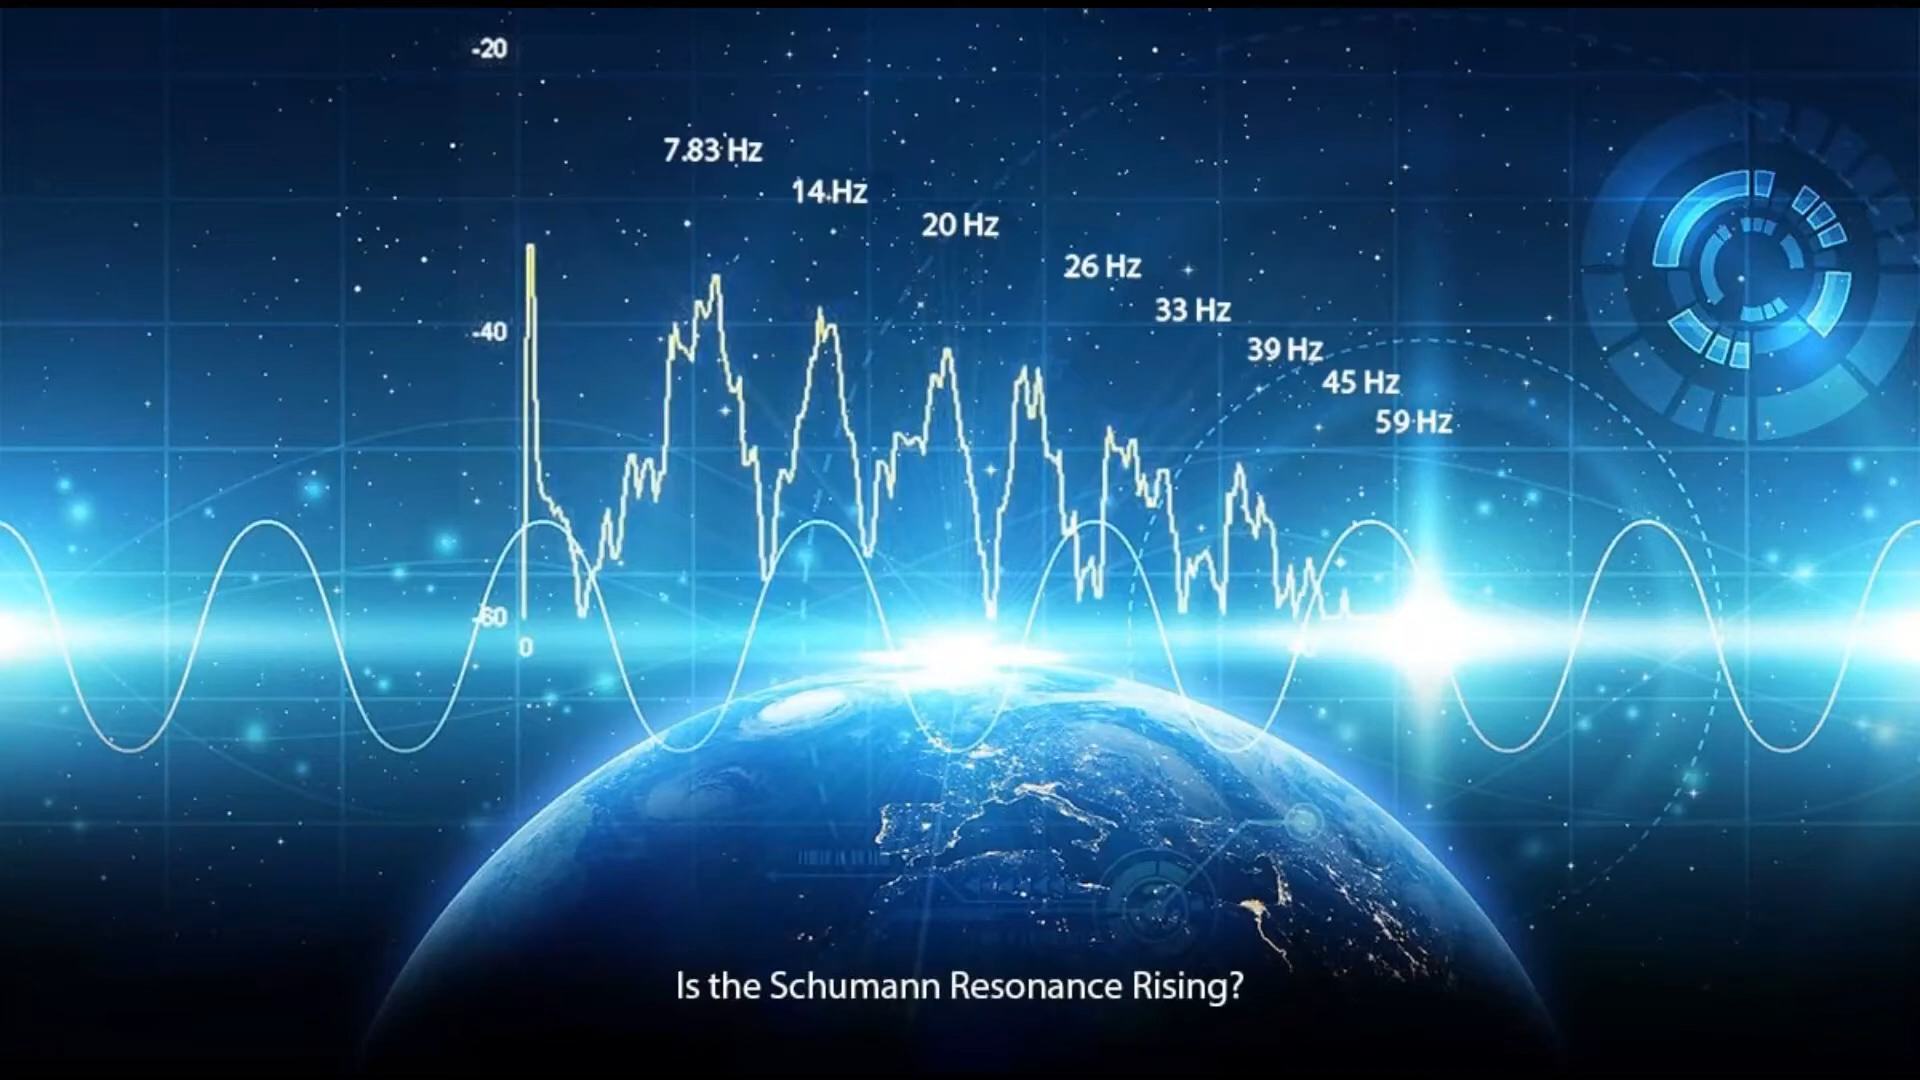 -20
7.83 Hz
14 Hz
20 Hz
26 Hz
33 Hz
-40
39 Hz
45 Hz
59 Hz
-60
0
Is the Schumann Resonance Rising?